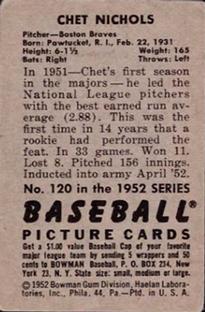 CHET NICHOLS
Pitcher—Boston Braves
Born: Pawtucket, R. I., Feb. 22, 1931
Height: 6-1½ Weight: 165
Bats: Right Throws: Left
In 1951—Chet's first season
in the majors—he led the
National League pitchers
with the best earned run aver-
age (2.88). This was the
first time in 14 years that a
rookie had performed the
feat. In 33 games. Won 11.
Lost 8. Pitched 156 innings.
Inducted into army April '52.
No. 120 in the 1952 SERIES
BASEBALL®
PICTURE CARDS
Get a $1.00 value Baseball Cap of your favorite
major league team by sending 5 wrappers and 50
cents to BOWMAN Baseball, P. O. BOX 234, New
York 23, N. Y. State size: small, medium or large.
©1952 Bowman Gum Division, Haelan Labora-
tories, Inc., Phila. 44, Pa.—Ptd. in U. S. A.